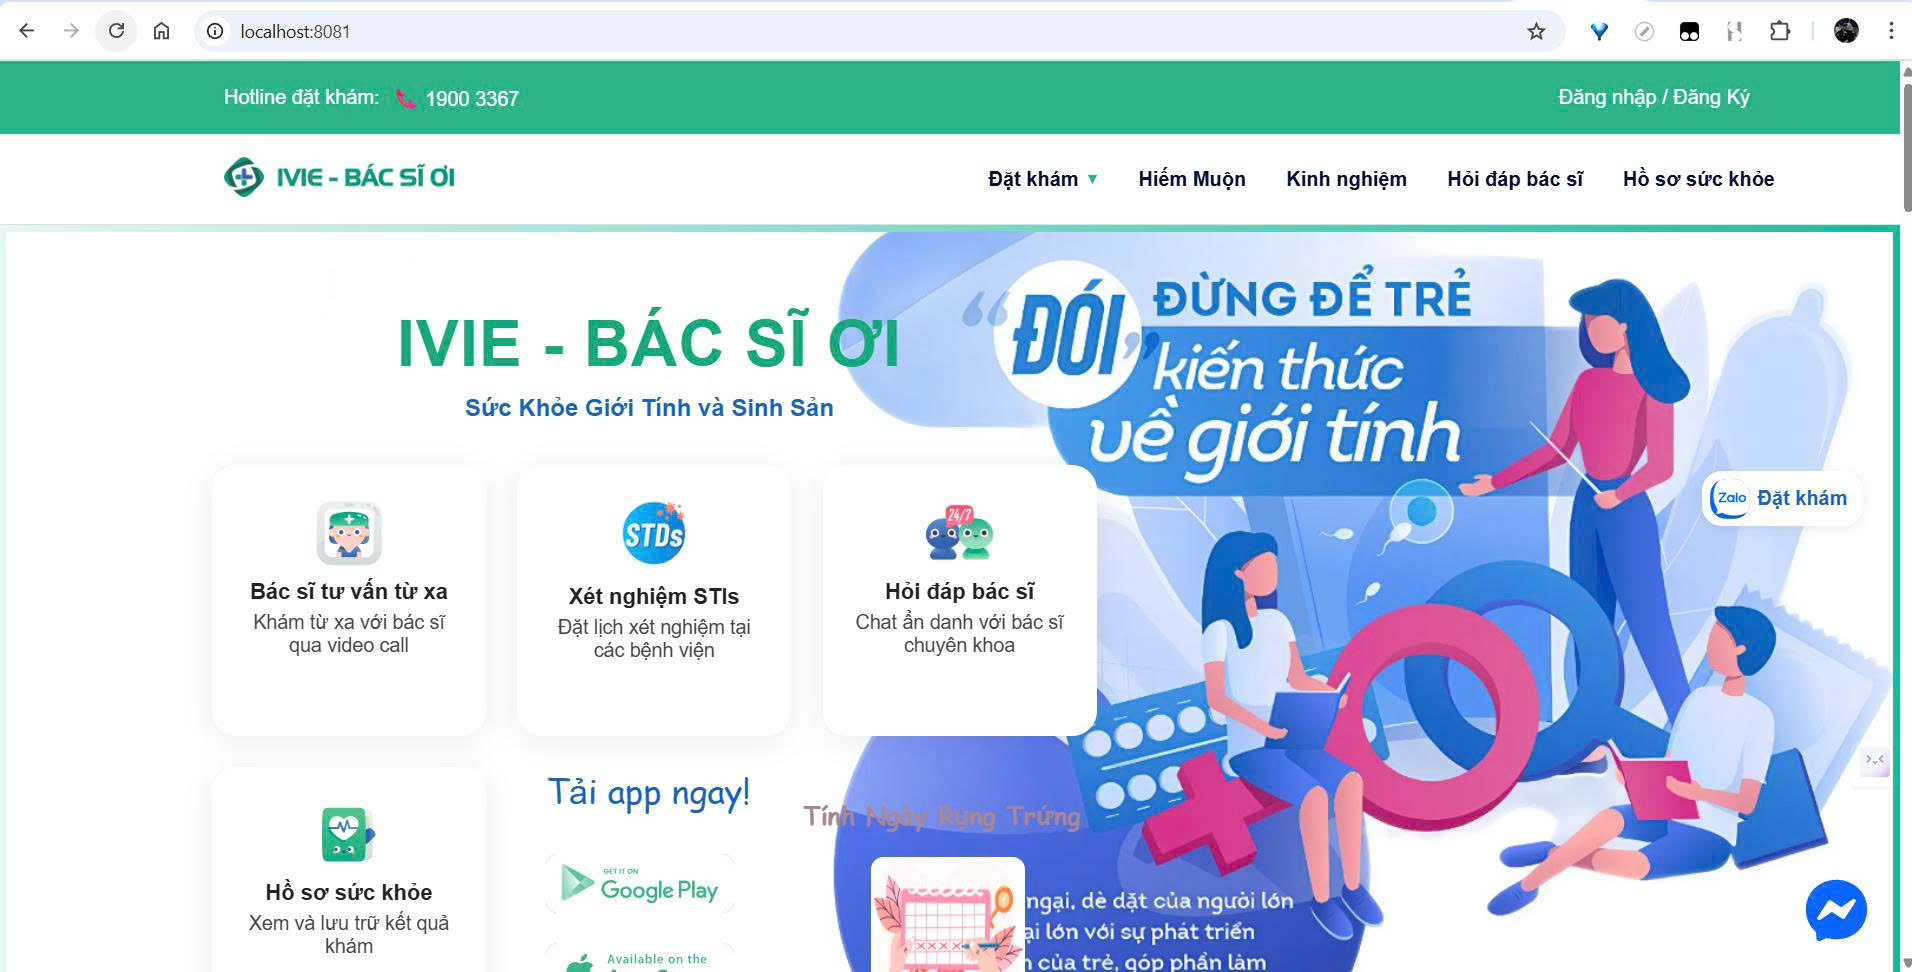 localhost:8081
Hotline đặt khám: 1900 3367
Đăng nhập / Đăng Ký
IVIE - BÁC SĨ ƠI
Đặt khám ▼
Hiếm Muộn
Kinh nghiệm
Hỏi đáp bác sĩ
Hồ sơ sức khỏe
IVIE - BÁC SĨ ƠI
Sức Khỏe Giới Tính và Sinh Sản
ĐỪNG ĐỂ TRẺ
“ĐÓI”
kiến thức
về giới tính
Zalo Đặt khám
STDs
24/7
Bác sĩ tư vấn từ xa
Khám từ xa với bác sĩ
qua video call
Xét nghiệm STIs
Đặt lịch xét nghiệm tại
các bệnh viện
Hỏi đáp bác sĩ
Chat ẩn danh với bác sĩ
chuyên khoa
Hồ sơ sức khỏe
Xem và lưu trữ kết quả
khám
Tải app ngay!
GET IT ON
Google Play
Available on the
Tính Ngày Rụng Trứng
ngại, dè dặt của người lớn
ại lớn với sự phát triển
của trẻ, góp phần làm